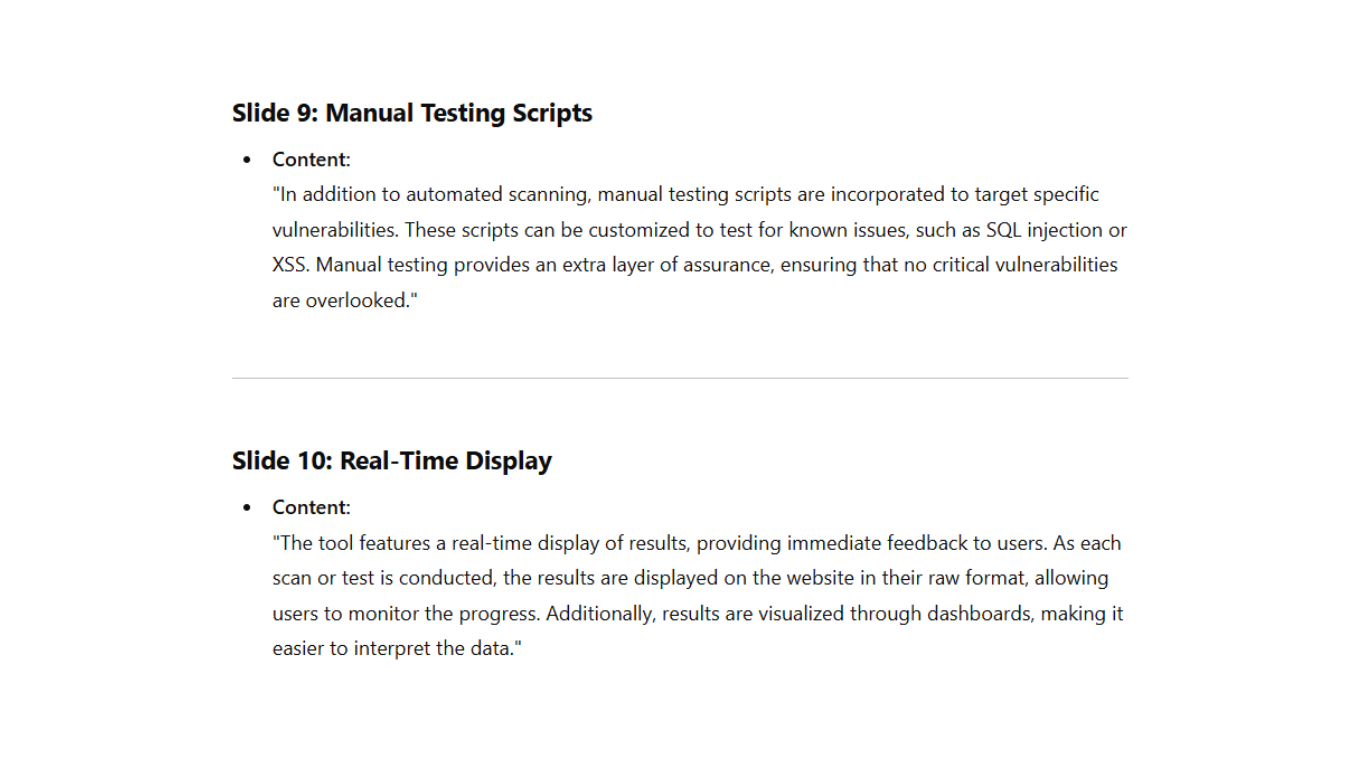 Slide 9: Manual Testing Scripts
• Content:
"In addition to automated scanning, manual testing scripts are incorporated to target specific
vulnerabilities. These scripts can be customized to test for known issues, such as SQL injection or
XSS. Manual testing provides an extra layer of assurance, ensuring that no critical vulnerabilities
are overlooked."
Slide 10: Real-Time Display
• Content:
"The tool features a real-time display of results, providing immediate feedback to users. As each
scan or test is conducted, the results are displayed on the website in their raw format, allowing
users to monitor the progress. Additionally, results are visualized through dashboards, making it
easier to interpret the data."